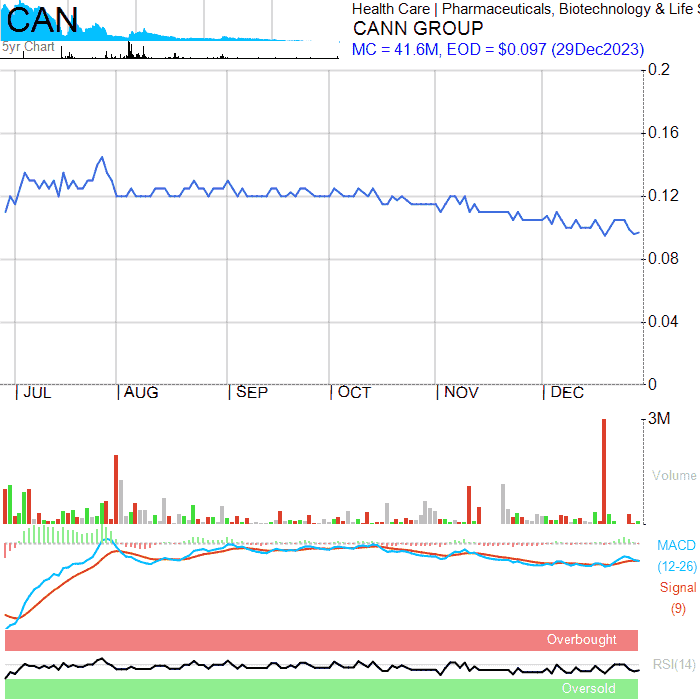 CAN
5yr Chart
Health Care | Pharmaceuticals, Biotechnology & Life S
CANN GROUP
MC = 41.6M, EOD = $0.097 (29Dec2023)
0.2
0.16
0.12
0.08
0.04
0
JUL AUG SEP OCT NOV DEC
3M
Volume
MACD
(12-26)
Signal
(9)
Overbought
RSI(14)
Oversold